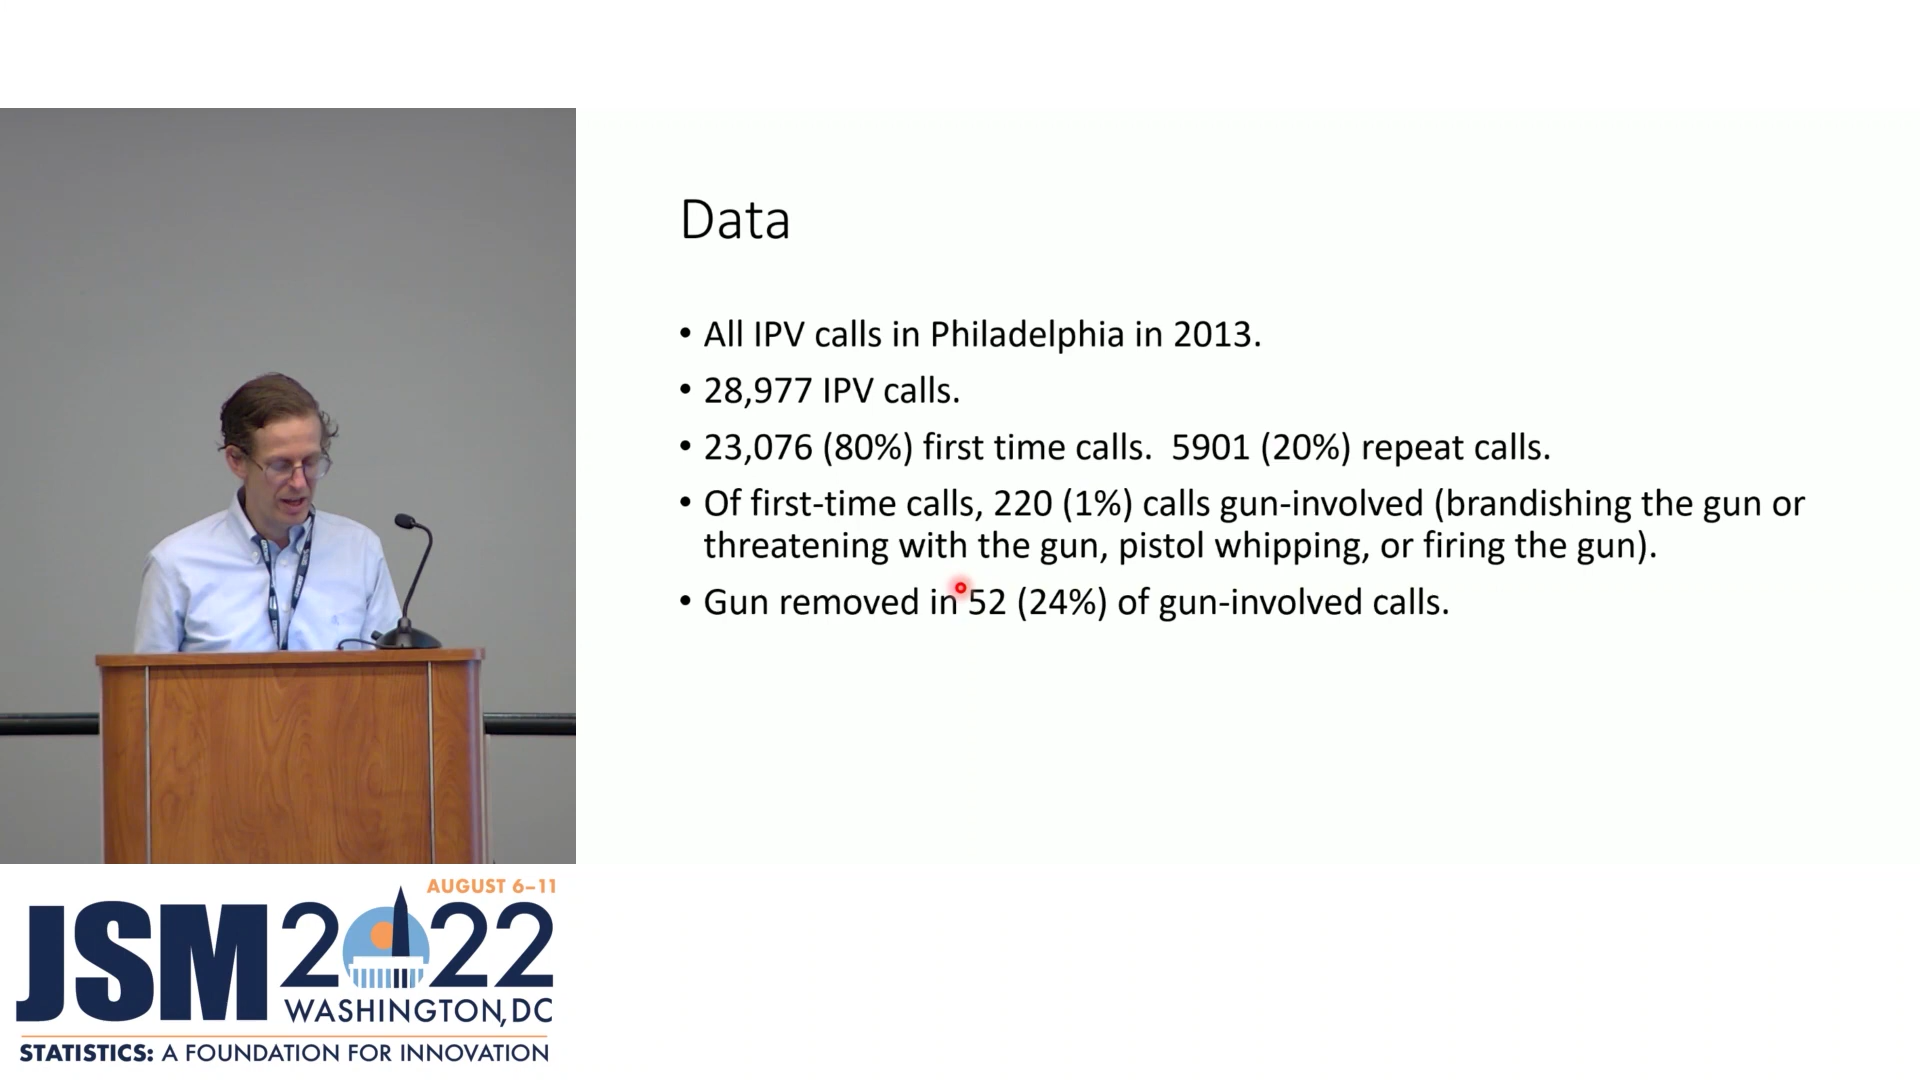 Data
• All IPV calls in Philadelphia in 2013.
• 28,977 IPV calls.
• 23,076 (80%) first time calls.  5901 (20%) repeat calls.
• Of first-time calls, 220 (1%) calls gun-involved (brandishing the gun or
threatening with the gun, pistol whipping, or firing the gun).
• Gun removed in 52 (24%) of gun-involved calls.
AUGUST 6–11
JSM 2022
WASHINGTON, DC
STATISTICS: A FOUNDATION FOR INNOVATION